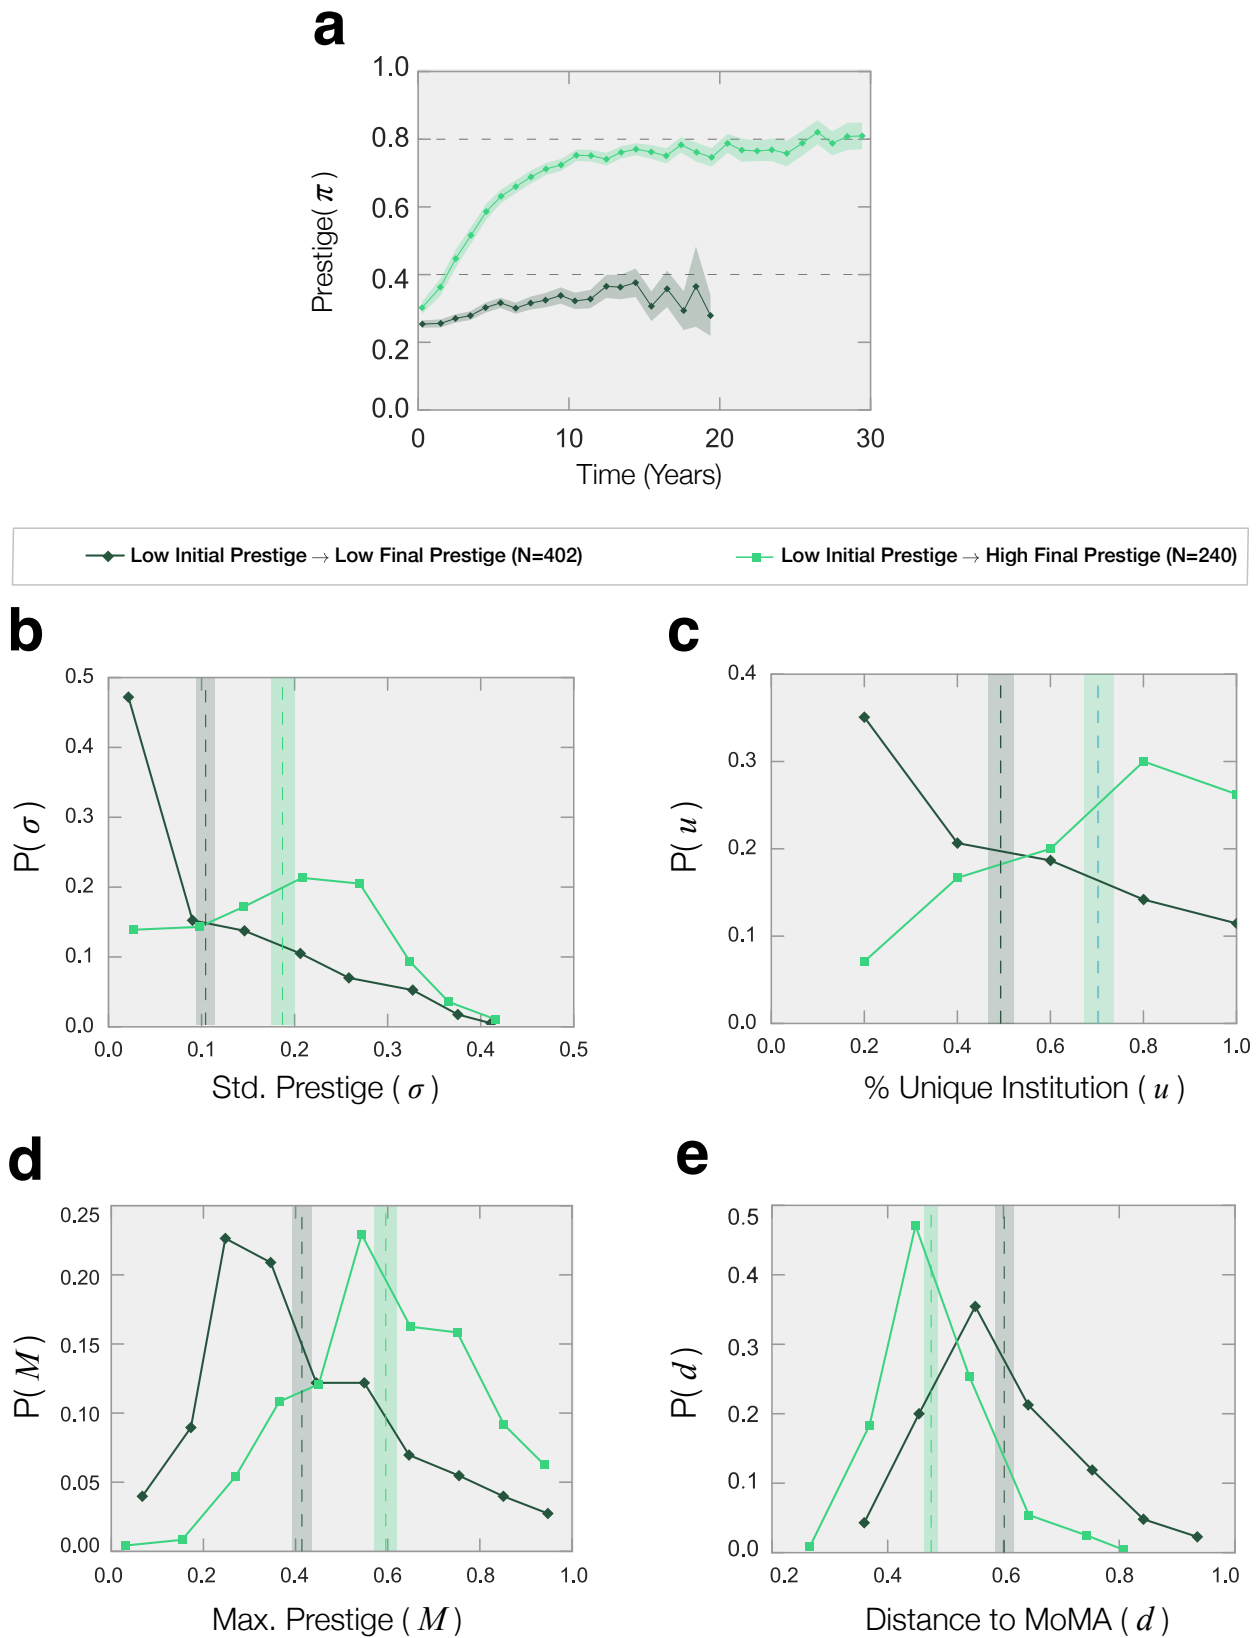 a
1.0
0.8
0.6
0.4
0.2
0.0
Prestige(π)
0 10 20 30
Time (Years)
Low Initial Prestige → Low Final Prestige (N=402)
Low Initial Prestige → High Final Prestige (N=240)
b
0.5
0.4
0.3
0.2
0.1
0.0
P(σ)
0.0 0.1 0.2 0.3 0.4 0.5
Std. Prestige (σ)
c
0.4
0.3
0.2
0.1
0.0
P(u)
0.0 0.2 0.4 0.6 0.8 1.0
% Unique Institution (u)
d
0.25
0.20
0.15
0.10
0.05
0.00
P(M)
0.0 0.2 0.4 0.6 0.8 1.0
Max. Prestige (M)
e
0.5
0.4
0.3
0.2
0.1
0.0
P(d)
0.2 0.4 0.6 0.8 1.0
Distance to MoMA (d)